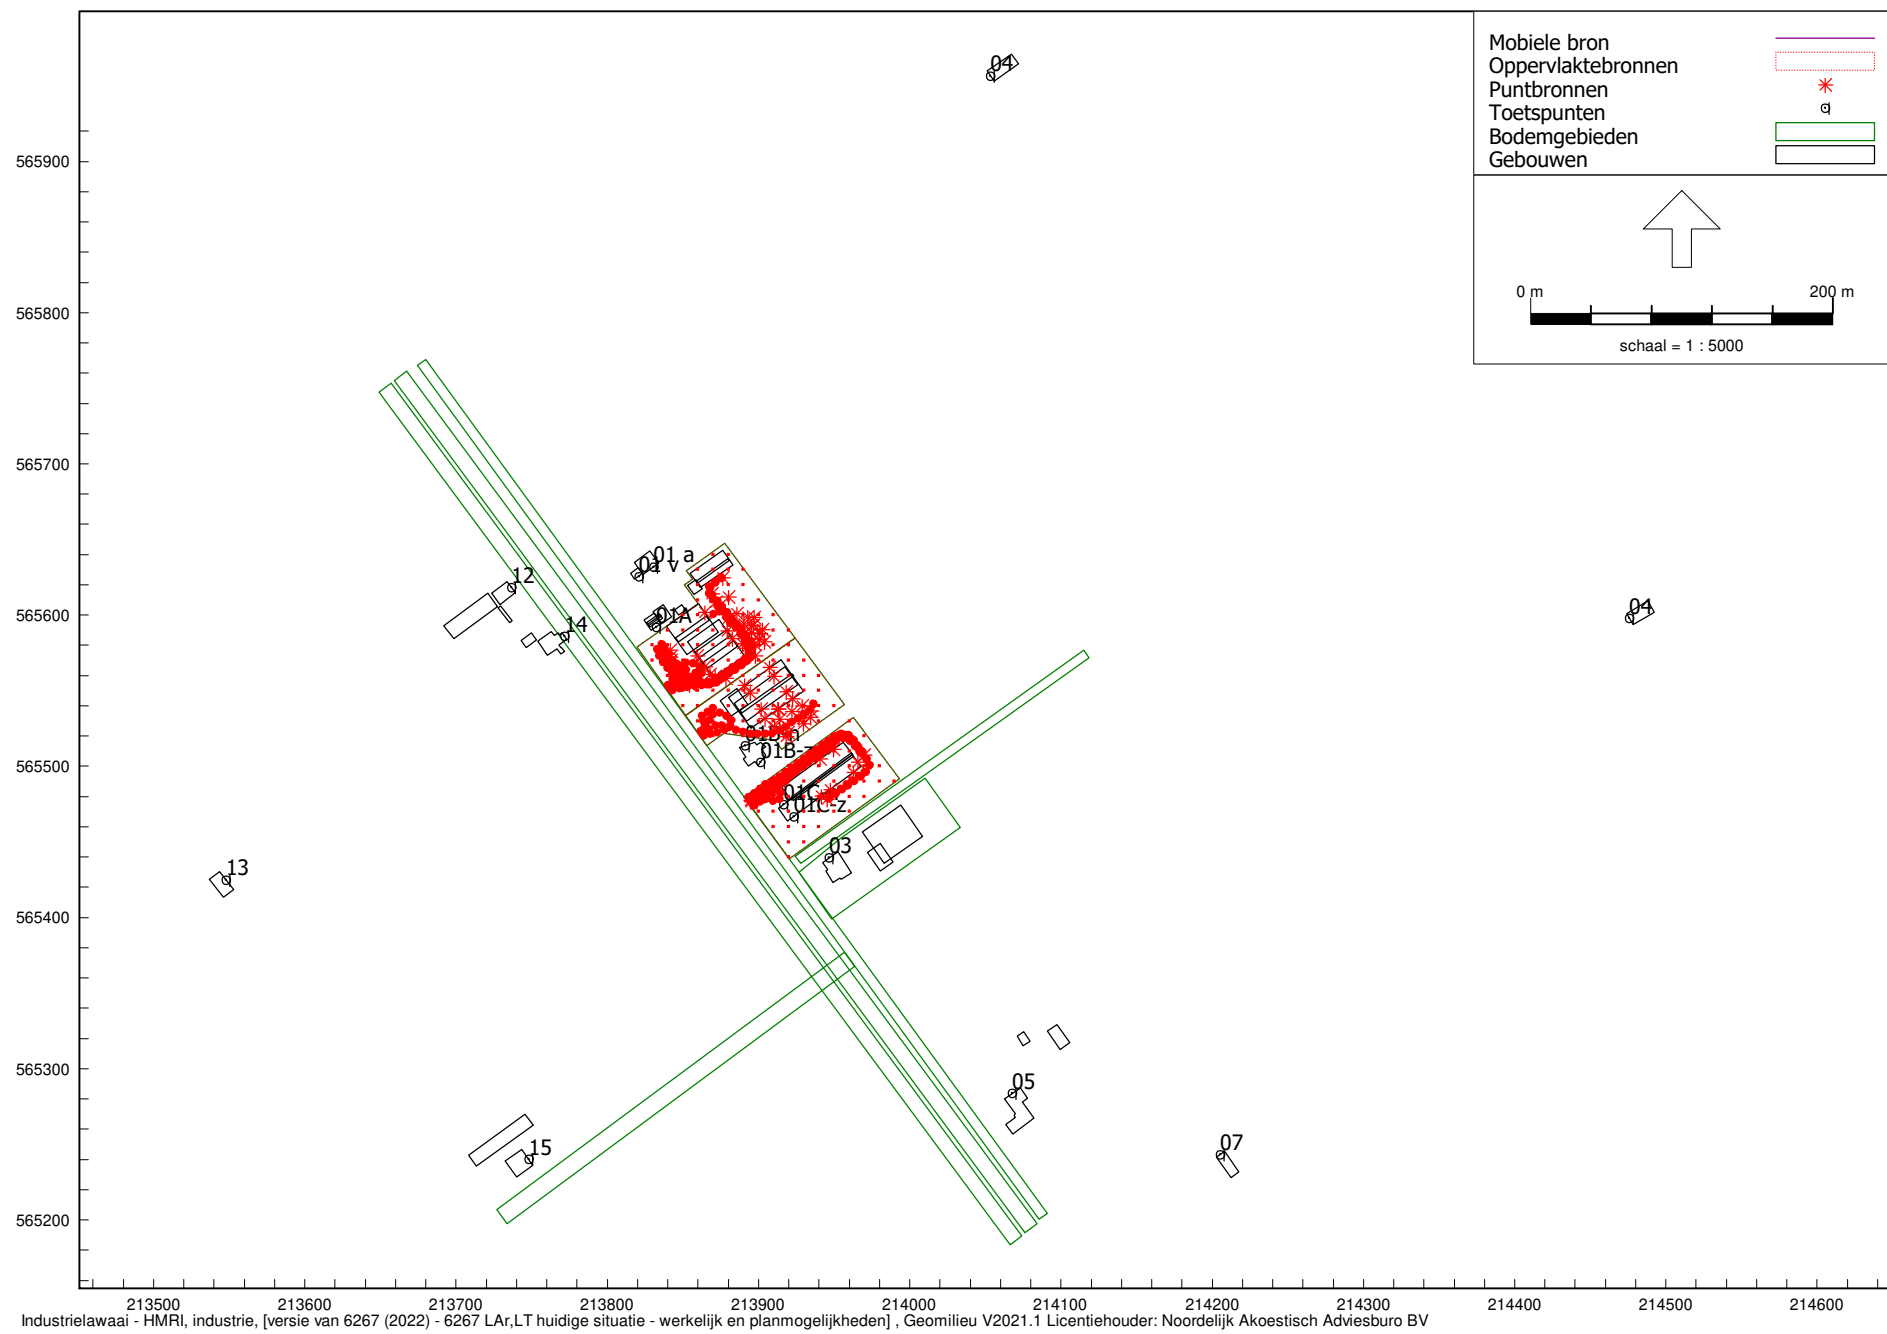 Mobiele bron
Oppervlaktebronnen
Puntbronnen
Toetspunten
Bodemgebieden
Gebouwen
0 m 200 m
schaal = 1 : 5000
04
565900
565800
565700
565600
565500
565400
565300
565200
01 a
01 v
01A
12
14
04
01B-n
01B-z
01C-
01C-z
03
13
05
07
15
213500 213600 213700 213800 213900 214000 214100 214200 214300 214400 214500 214600
Industrielawaai - HMRI, industrie, [versie van 6267 (2022) - 6267 LAr,LT huidige situatie - werkelijk en planmogelijkheden] , Geomilieu V2021.1 Licentiehouder: Noordelijk Akoestisch Adviesburo BV